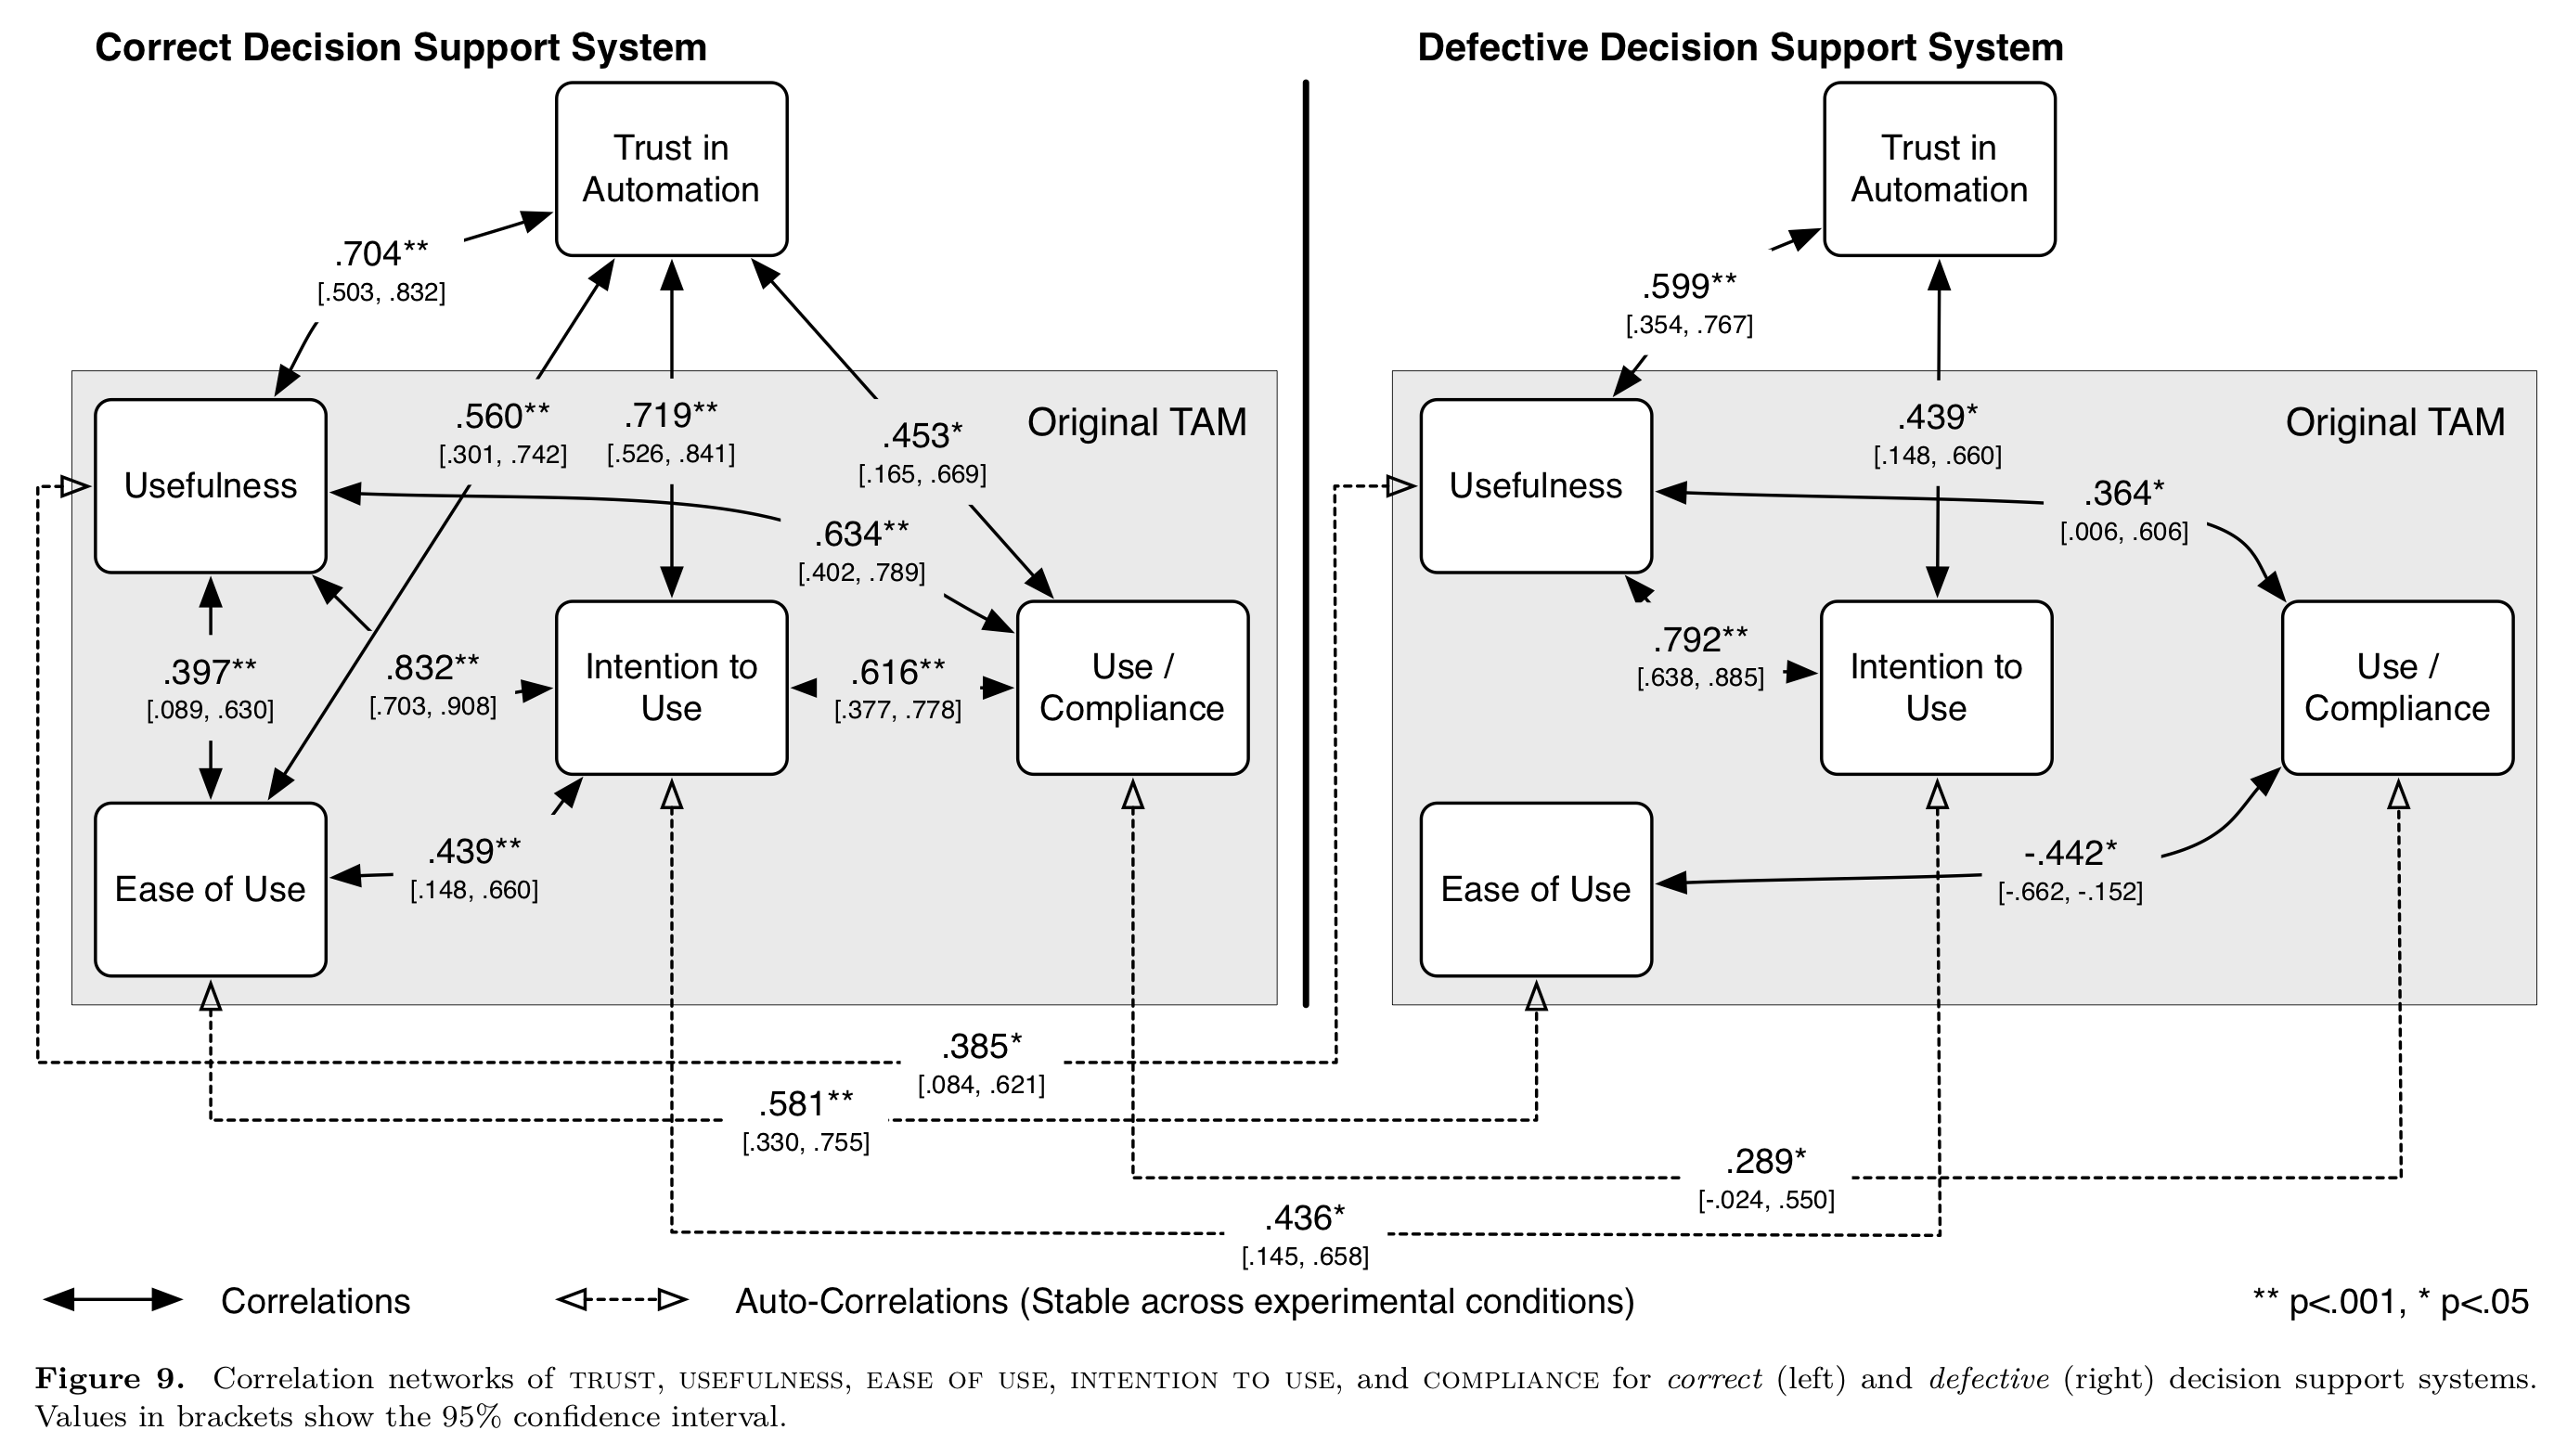 Correct Decision Support System
Trust in
Automation
.704**
[.503, .832]
.560**
[.301, .742]
.719**
[.526, .841]
.453*
[.165, .669]
Original TAM
Usefulness
.634**
[.402, .789]
.397**
[.089, .630]
.832**
[.703, .908]
Intention to
Use
.616**
[.377, .778]
Use /
Compliance
Ease of Use
.439**
[.148, .660]
Defective Decision Support System
Trust in
Automation
.599**
[.354, .767]
.439*
[.148, .660]
Original TAM
Usefulness
.364*
[.006, .606]
.792**
[.638, .885]
Intention to
Use
Use /
Compliance
Ease of Use
-.442*
[-.662, -.152]
.385*
[.084, .621]
.581**
[.330, .755]
.289*
[-.024, .550]
.436*
[.145, .658]
Correlations
Auto-Correlations (Stable across experimental conditions)
** p<.001, * p<.05
Figure 9. Correlation networks of TRUST, USEFULNESS, EASE OF USE, INTENTION TO USE, and COMPLIANCE for correct (left) and defective (right) decision support systems.
Values in brackets show the 95% confidence interval.